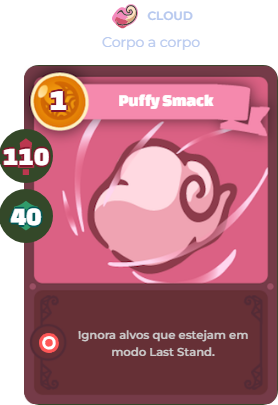 CLOUD
Corpo a corpo
1
Puffy Smack
110
40
Ignora alvos que estejam em
modo Last Stand.